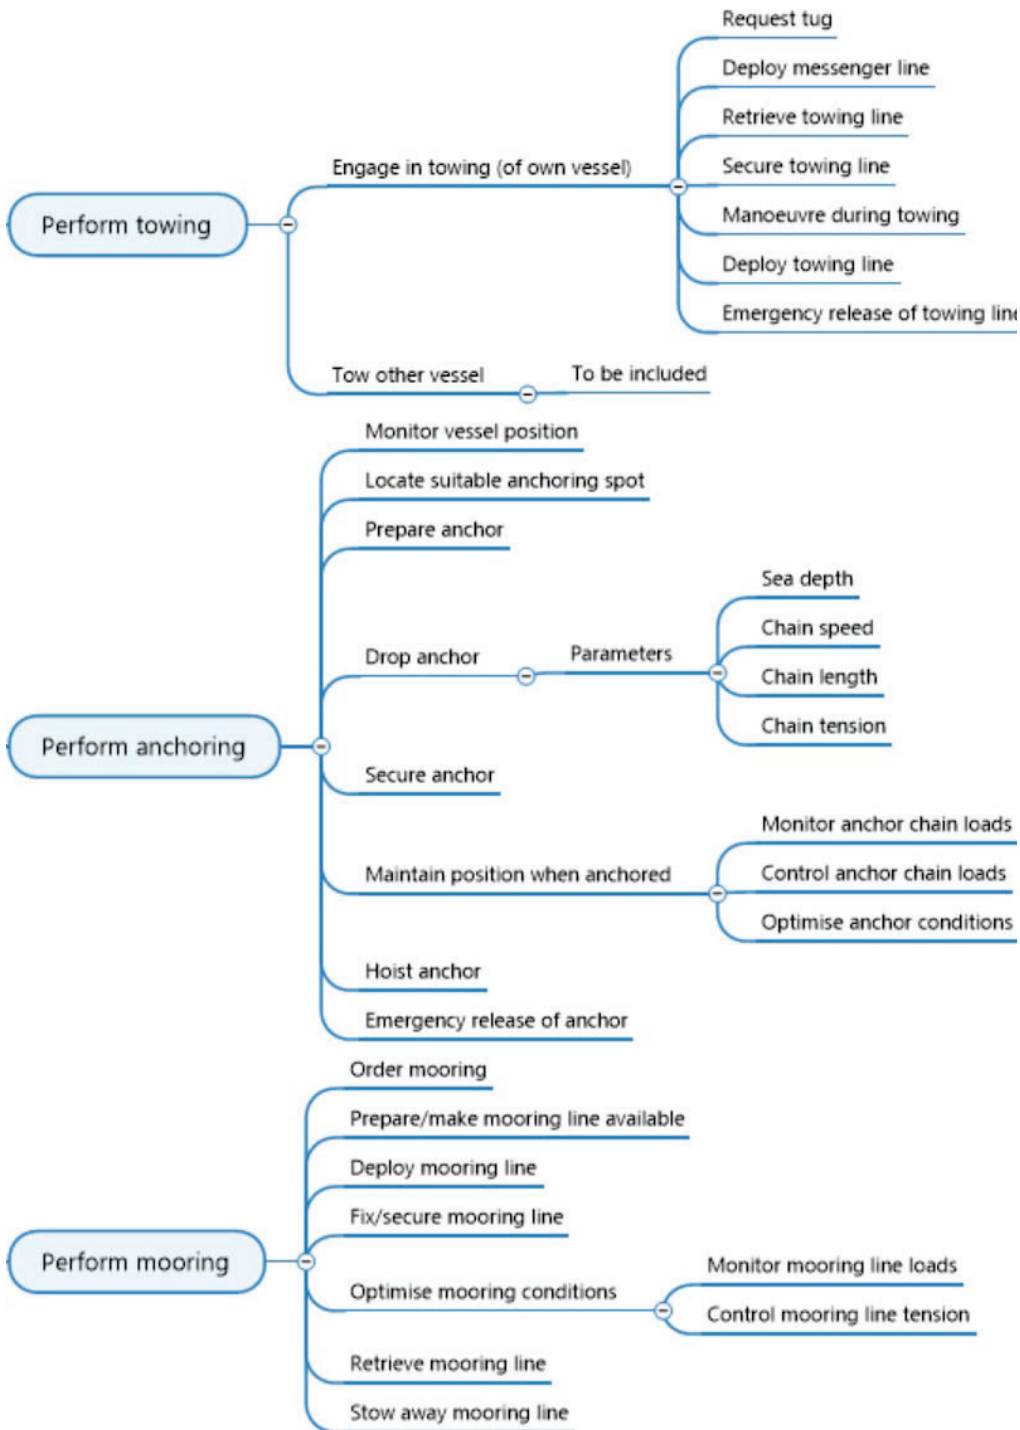 Request tug
Deploy messenger line
Retrieve towing line
Engage in towing (of own vessel)
Secure towing line
Perform towing
Manoeuvre during towing
Deploy towing line
Emergency release of towing line
Tow other vessel
To be included
Monitor vessel position
Locate suitable anchoring spot
Prepare anchor
Sea depth
Chain speed
Drop anchor
Parameters
Chain length
Chain tension
Perform anchoring
Secure anchor
Monitor anchor chain loads
Maintain position when anchored
Control anchor chain loads
Optimise anchor conditions
Hoist anchor
Emergency release of anchor
Order mooring
Prepare/make mooring line available
Deploy mooring line
Fix/secure mooring line
Perform mooring
Optimise mooring conditions
Monitor mooring line loads
Control mooring line tension
Retrieve mooring line
Stow away mooring line